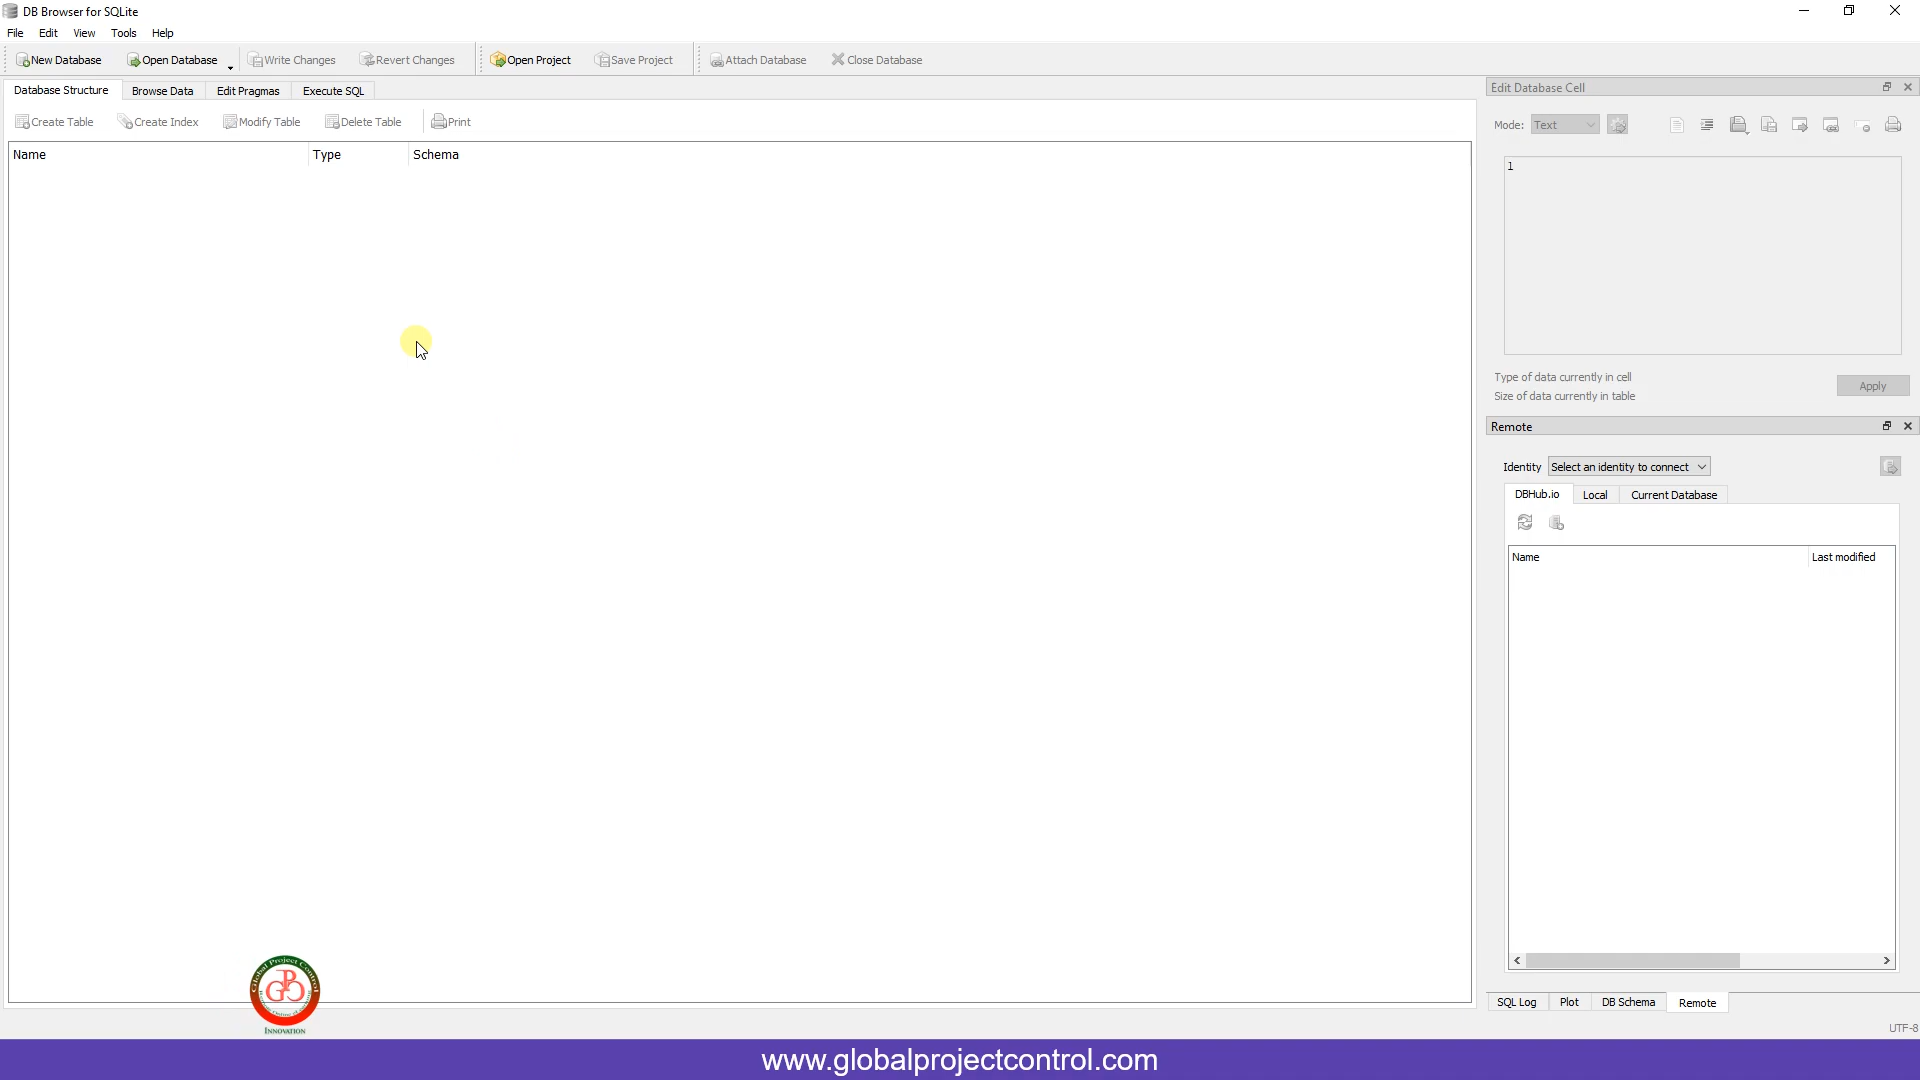 DB Browser for SQLite
File Edit View Tools Help
New Database Open Database Write Changes Revert Changes Open Project Save Project Attach Database Close Database
Database Structure Browse Data Edit Pragmas Execute SQL
Create Table Create Index Modify Table Delete Table Print
Name Type Schema
Edit Database Cell
Mode: Text
1
Type of data currently in cell
Size of data currently in table
Apply
Remote
Identity Select an identity to connect
DBHub.io Local Current Database
Name Last modified
SQL Log Plot DB Schema Remote
UTF-8
Global Project Control
GPC
INNOVATION
www.globalprojectcontrol.com